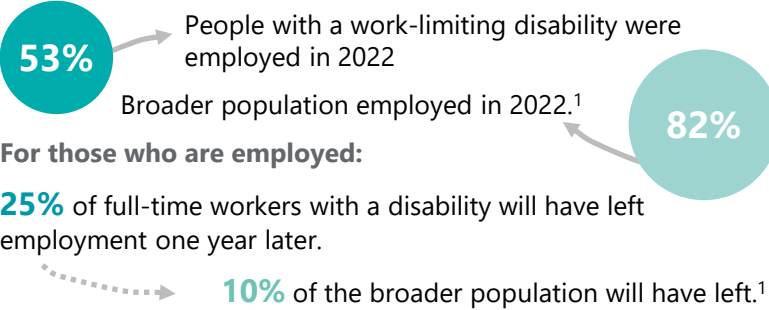 53%
People with a work-limiting disability were
employed in 2022
Broader population employed in 2022.¹
82%
For those who are employed:
25% of full-time workers with a disability will have left
employment one year later.
10% of the broader population will have left.¹